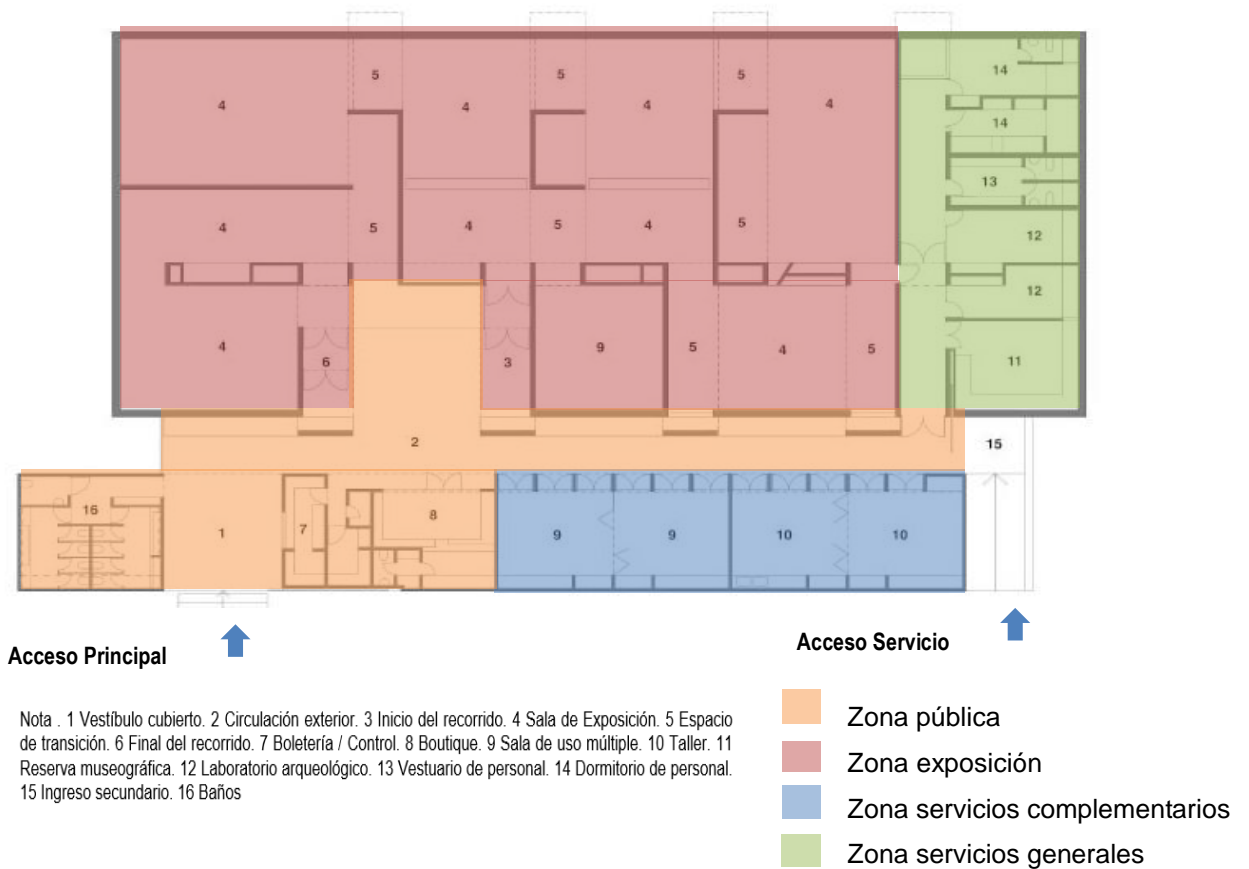 5 5 5 14
4 4 4 4
14
13
4 5 4 5 4 5 12
12
4 6 3 9 5 4 5 11
2 15
16 1 7 8 9 9 10 10
Acceso Principal
Acceso Servicio
Nota . 1 Vestíbulo cubierto. 2 Circulación exterior. 3 Inicio del recorrido. 4 Sala de Exposición. 5 Espacio
de transición. 6 Final del recorrido. 7 Boletería / Control. 8 Boutique. 9 Sala de uso múltiple. 10 Taller. 11
Reserva museográfica. 12 Laboratorio arqueológico. 13 Vestuario de personal. 14 Dormitorio de personal.
15 Ingreso secundario. 16 Baños
Zona pública
Zona exposición
Zona servicios complementarios
Zona servicios generales